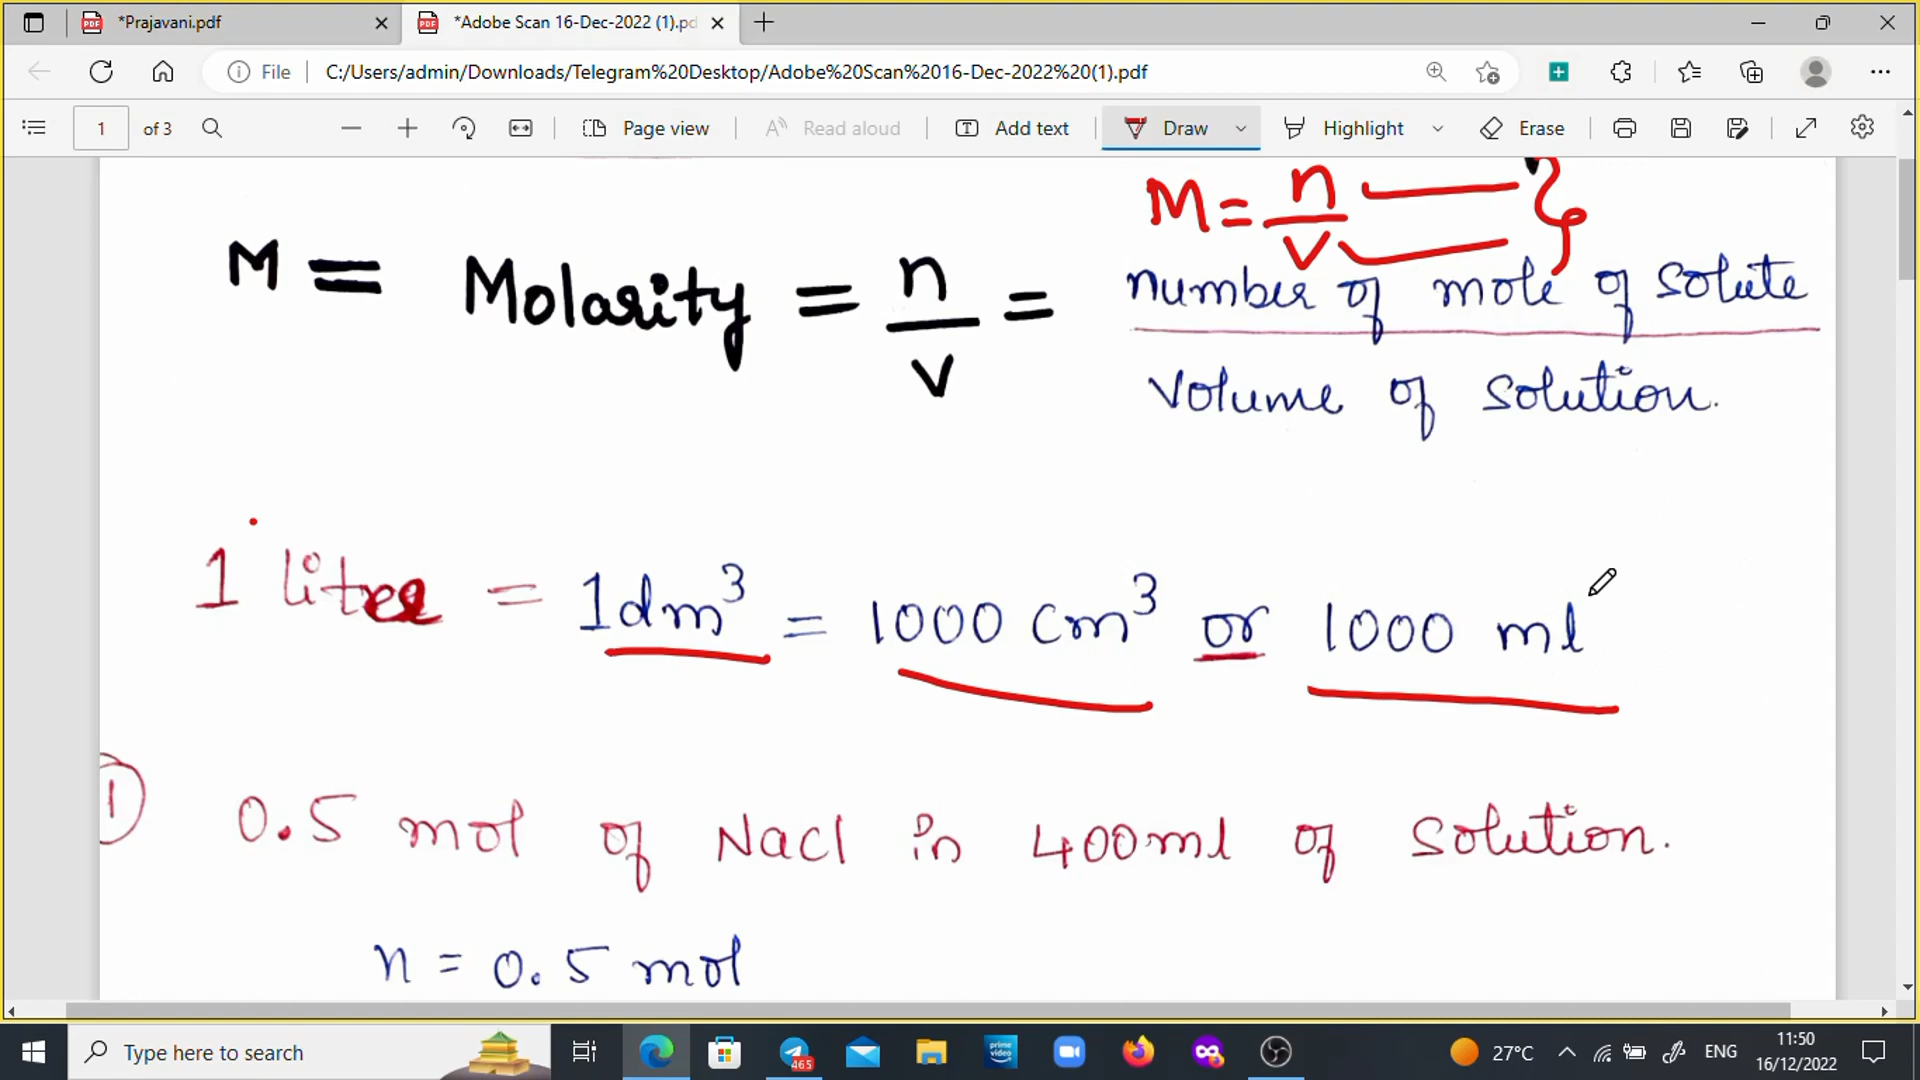 *Prajavani.pdf
*Adobe Scan 16-Dec-2022 (1).pd
File
C:/Users/admin/Downloads/Telegram%20Desktop/Adobe%20Scan%2016-Dec-2022%20(1).pdf
1 of 3
Page view
Read aloud
Add text
Draw
Highlight
Erase
M = n/v
M = Molarity = n/v = number of mole of solute / volume of solution.
1 litre = 1dm³ = 1000 cm³ or 1000 ml
① 0.5 mol of Nacl in 400ml of solution.
n = 0.5 mol
Type here to search
465
prime video
27°C
ENG
11:50
16/12/2022